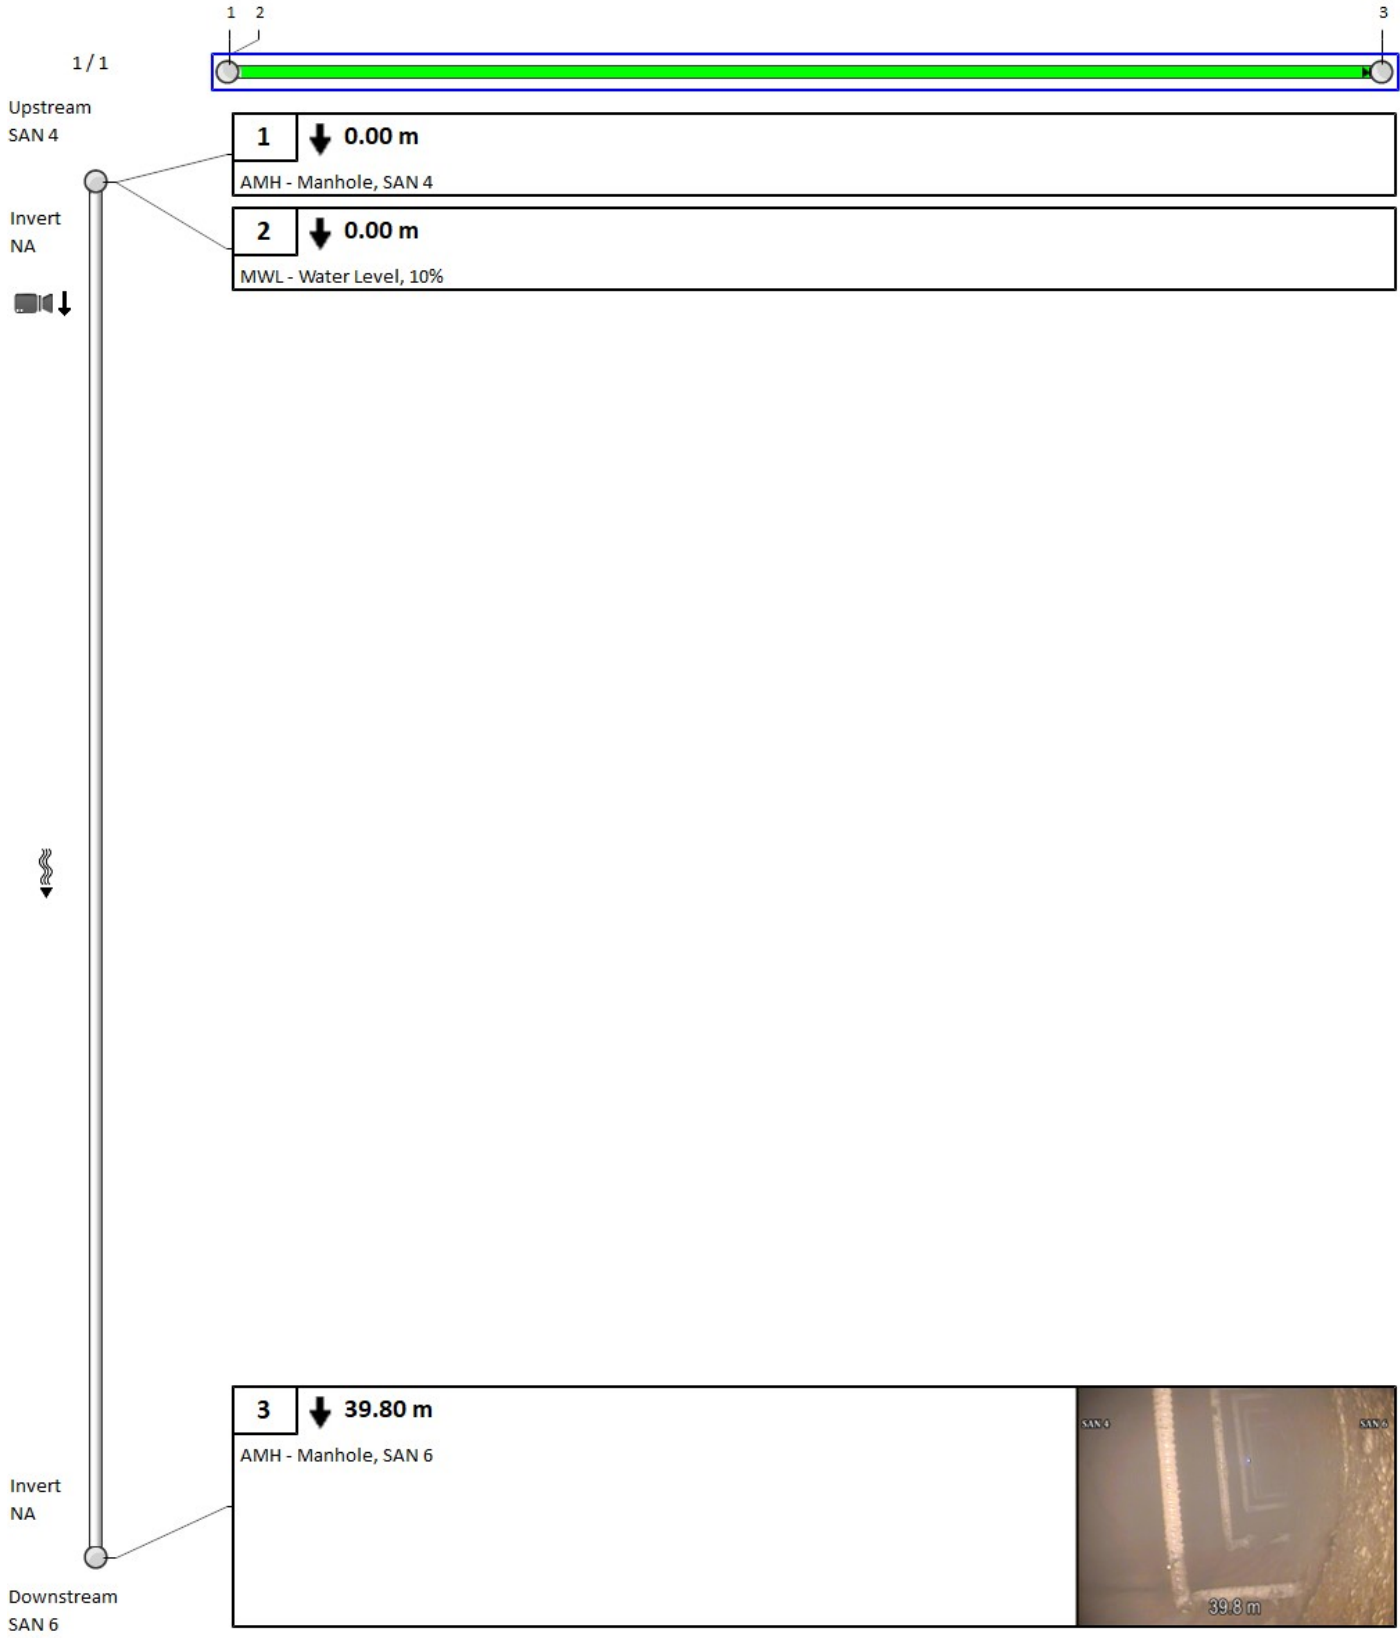 1 2 3
1 / 1
Upstream
SAN 4
1 0.00 m
AMH - Manhole, SAN 4
Invert
NA
2 0.00 m
MWL - Water Level, 10%
3 39.80 m
AMH - Manhole, SAN 6
SAN 4 SAN 6
39.8 m
Invert
NA
Downstream
SAN 6